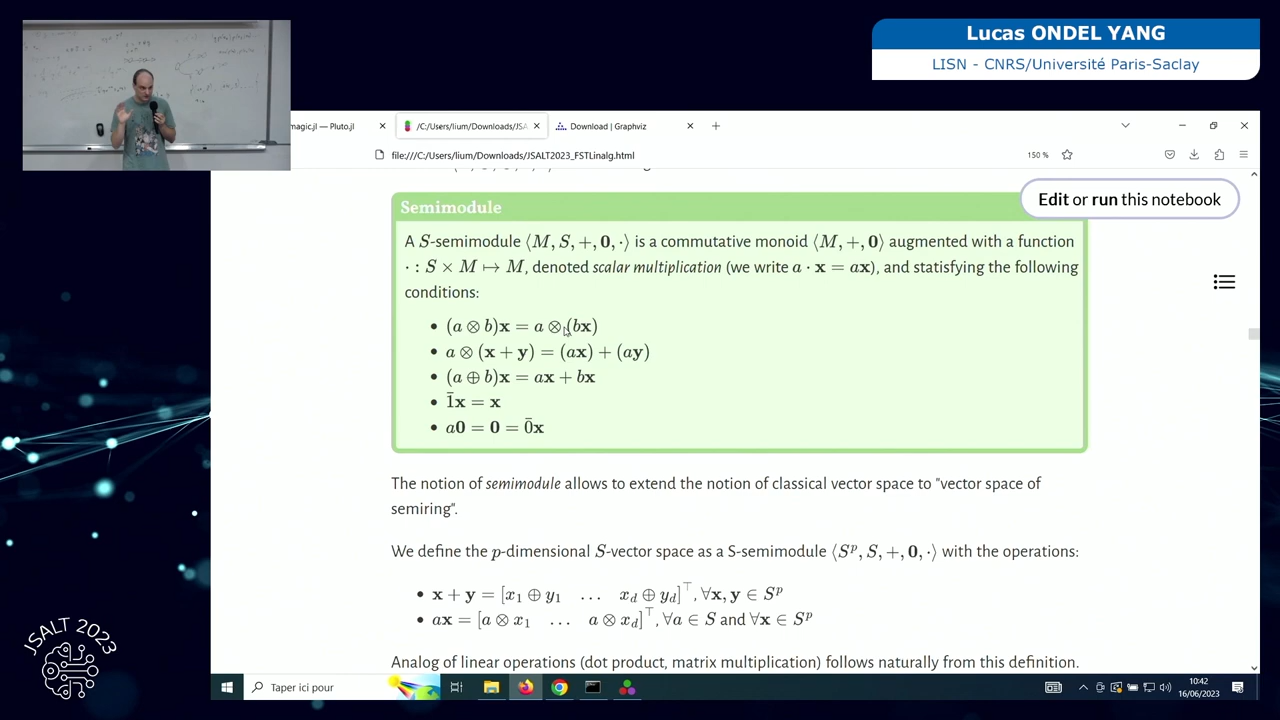 Lucas ONDEL YANG
LISN - CNRS/Université Paris-Saclay
magic.jl — Pluto.jl
/C:/Users/lium/Downloads/JSA
Download | Graphviz
file:///C:/Users/lium/Downloads/JSALT2023_FSTLinalg.html
150 %
Edit or run this notebook
Semimodule
A S-semimodule ⟨M, S, +, 0, ·⟩ is a commutative monoid ⟨M, +, 0⟩ augmented with a function
· : S × M ↦ M, denoted scalar multiplication (we write a · x = ax), and statisfying the following
conditions:
• (a ⊗ b)x = a ⊗ (bx)
• a ⊗ (x + y) = (ax) + (ay)
• (a ⊕ b)x = ax + bx
• 1̄x = x
• a0 = 0 = 0̄x
The notion of semimodule allows to extend the notion of classical vector space to "vector space of
semiring".
We define the p-dimensional S-vector space as a S-semimodule ⟨Sᵖ, S, +, 0, ·⟩ with the operations:
• x + y = [x₁ ⊕ y₁ … x_d ⊕ y_d]^⊤, ∀x, y ∈ Sᵖ
• ax = [a ⊗ x₁ … a ⊗ x_d]^⊤, ∀a ∈ S and ∀x ∈ Sᵖ
Analog of linear operations (dot product, matrix multiplication) follows naturally from this definition.
JSALT 2023
Taper ici pour
10:42
16/06/2023